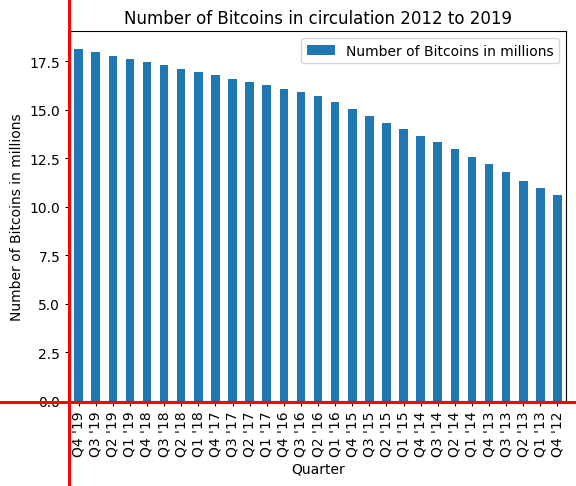 Number of Bitcoins in circulation 2012 to 2019
Number of Bitcoins in millions
Number of Bitcoins in millions
17.5
15.0
12.5
10.0
7.5
5.0
2.5
0.0
Q4 '19
Q3 '19
Q2 '19
Q1 '19
Q4 '18
Q3 '18
Q2 '18
Q1 '18
Q4 '17
Q3 '17
Q2 '17
Q1 '17
Q4 '16
Q3 '16
Q2 '16
Q1 '16
Q4 '15
Q3 '15
Q2 '15
Q1 '15
Q4 '14
Q3 '14
Q2 '14
Q1 '14
Q4 '13
Q3 '13
Q2 '13
Q1 '13
Q4 '12
Quarter